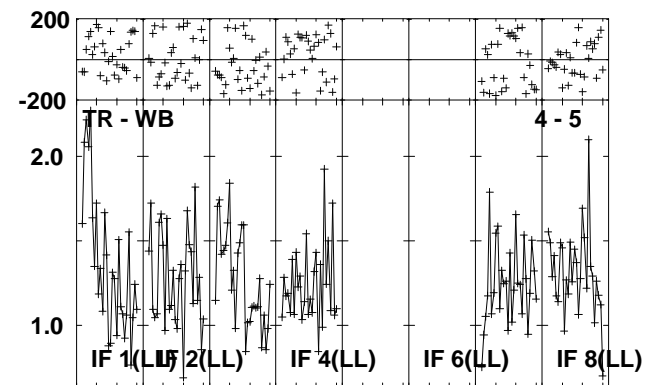 200
-200
TR - WB 4 - 5
2.0
1.0
IF 1(LL) IF 2(LL) IF 4(LL) IF 6(LL) IF 8(LL)